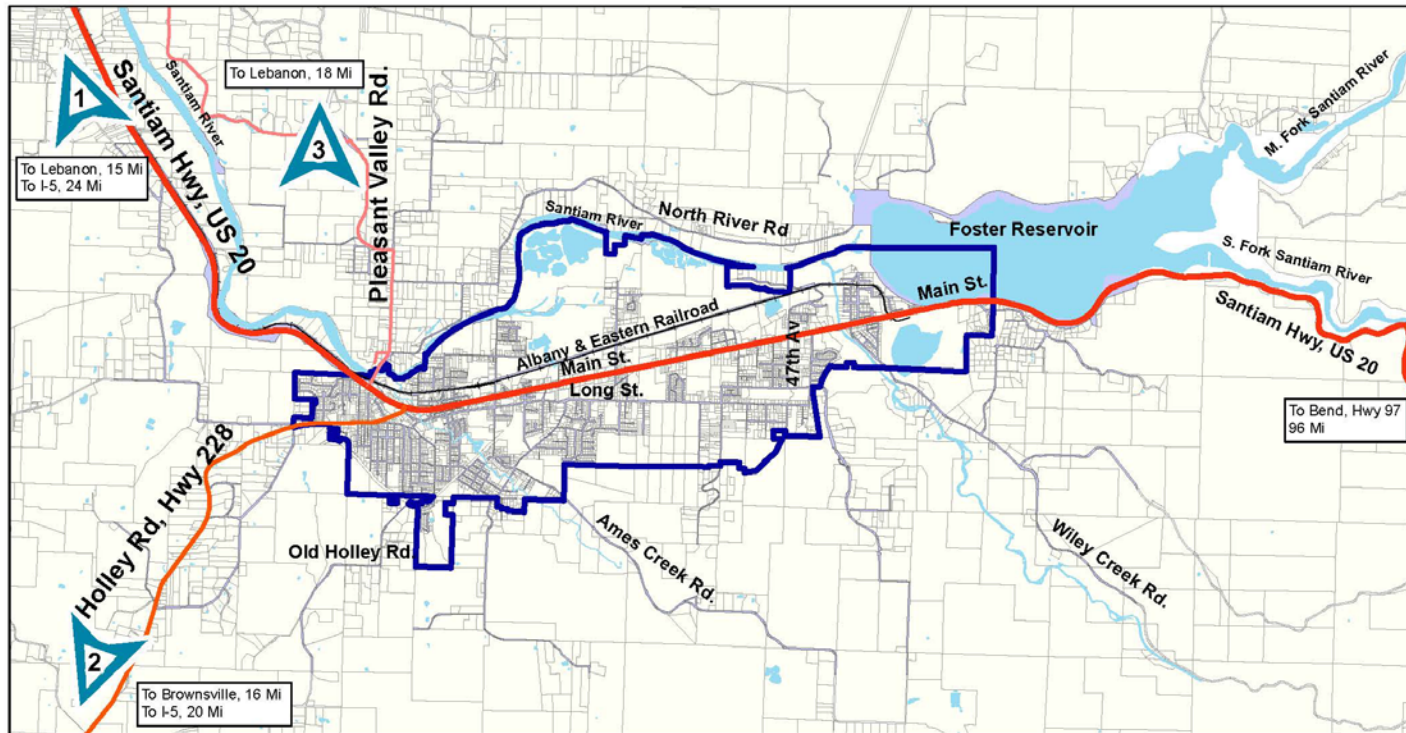 1
To Lebanon, 15 Mi
To I-5, 24 Mi
Santiam Hwy, US 20
Santiam River
To Lebanon, 18 Mi
3
Pleasant Valley Rd.
Santiam River
North River Rd
Foster Reservoir
M. Fork Santiam River
S. Fork Santiam River
Main St.
Santiam Hwy, US 20
Albany & Eastern Railroad
Main St.
Long St.
47th Av
To Bend, Hwy 97
96 Mi
Holley Rd, Hwy 228
Old Holley Rd.
Ames Creek Rd.
Wiley Creek Rd.
2
To Brownsville, 16 Mi
To I-5, 20 Mi